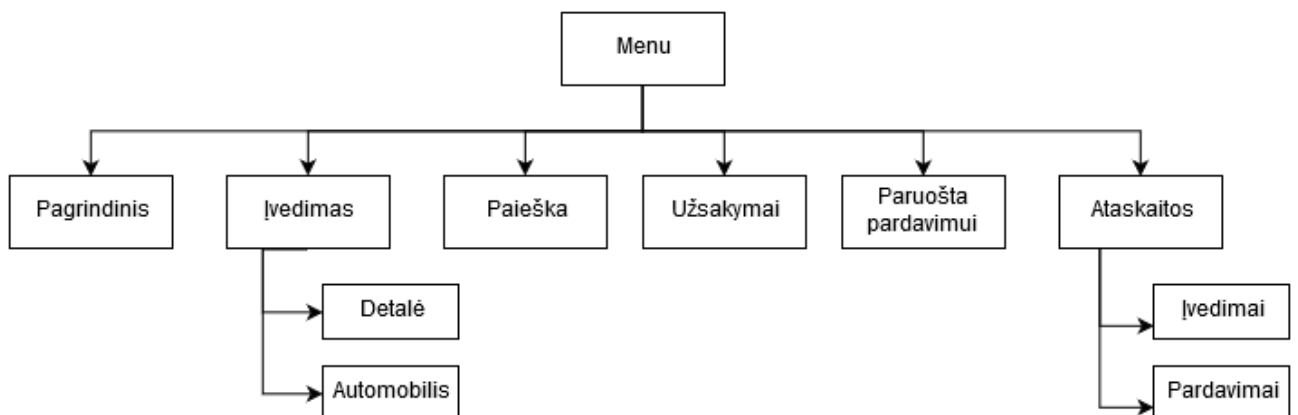 Menu
Pagrindinis
Įvedimas
Paieška
Užsakymai
Paruošta
pardavimui
Ataskaitos
Detalė
Įvedimai
Automobilis
Pardavimai